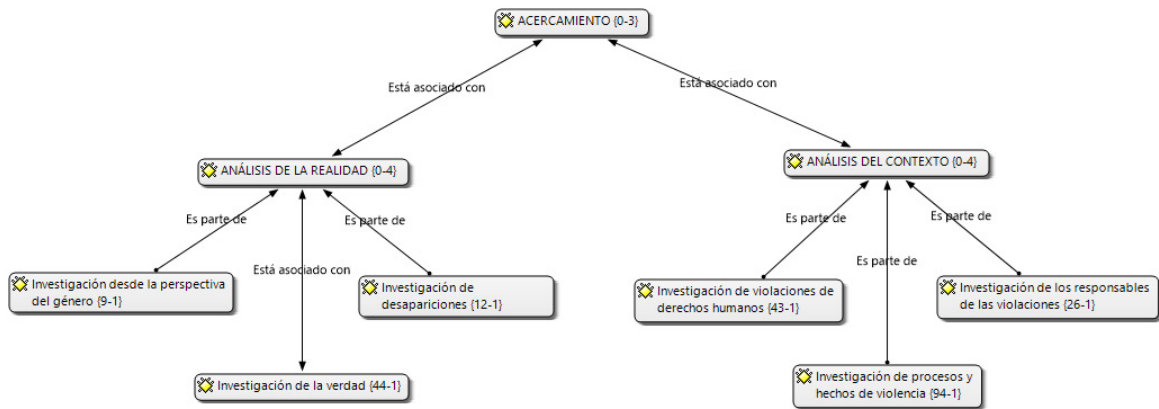 ACERCAMIENTO {0-3}
Está asociado con
Está asociado con
ANÁLISIS DE LA REALIDAD {0-4}
ANÁLISIS DEL CONTEXTO {0-4}
Es parte de
Es parte de
Es parte de
Es parte de
Está asociado con
Es parte de
Investigación desde la perspectiva
del género {9-1}
Investigación de
desapariciones {12-1}
Investigación de violaciones de
derechos humanos {43-1}
Investigación de los responsables
de las violaciones {26-1}
Investigación de la verdad {44-1}
Investigación de procesos y
hechos de violencia {94-1}